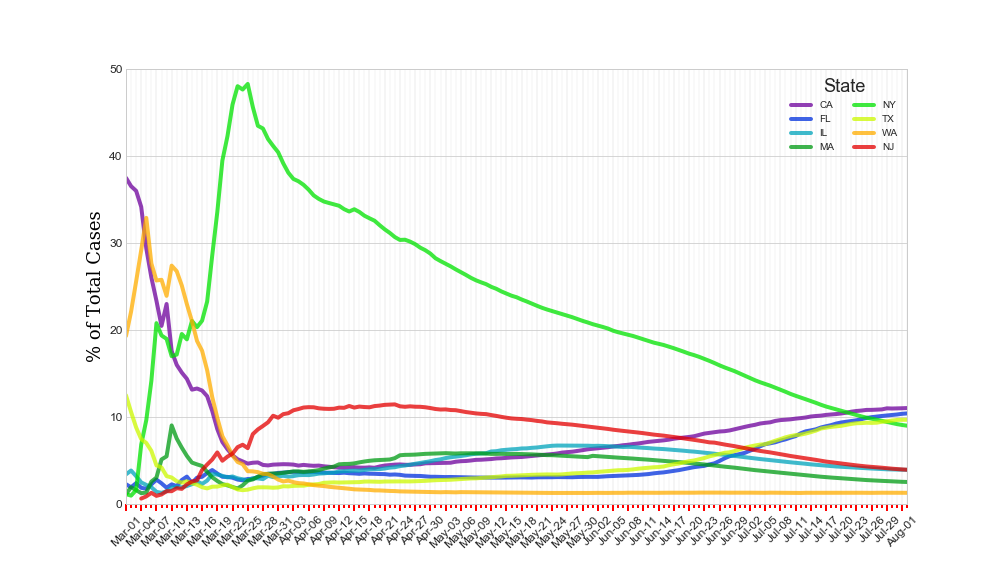 50
40
30
20
10
0
% of Total Cases
State
CA
FL
IL
MA
NY
TX
WA
NJ
Mar-01
Mar-04
Mar-07
Mar-10
Mar-13
Mar-16
Mar-19
Mar-22
Mar-25
Mar-28
Mar-31
Apr-03
Apr-06
Apr-09
Apr-12
Apr-15
Apr-18
Apr-21
Apr-24
Apr-27
Apr-30
May-03
May-06
May-09
May-12
May-15
May-18
May-21
May-24
May-27
May-30
Jun-02
Jun-05
Jun-08
Jun-11
Jun-14
Jun-17
Jun-20
Jun-23
Jun-26
Jun-29
Jul-02
Jul-05
Jul-08
Jul-11
Jul-14
Jul-17
Jul-20
Jul-23
Jul-26
Jul-29
Aug-01